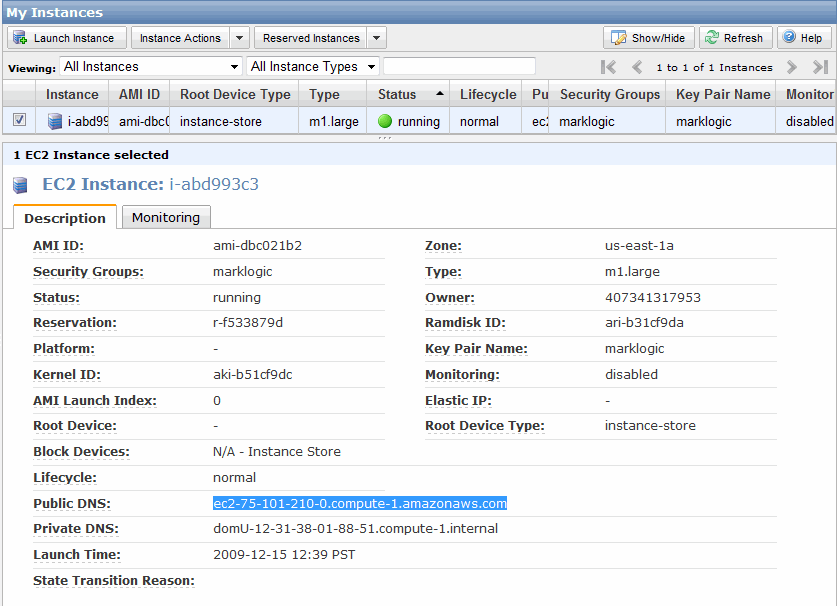 My Instances
Launch Instance Instance Actions Reserved Instances Show/Hide Refresh Help
Viewing: All Instances All Instance Types 1 to 1 of 1 Instances
Instance AMI ID Root Device Type Type Status Lifecycle Pu Security Groups Key Pair Name Monitor
i-abd99 ami-dbc0 instance-store m1.large running normal ec2 marklogic marklogic disabled
1 EC2 Instance selected
EC2 Instance: i-abd993c3
Description Monitoring
AMI ID: ami-dbc021b2 Zone: us-east-1a
Security Groups: marklogic Type: m1.large
Status: running Owner: 407341317953
Reservation: r-f533879d Ramdisk ID: ari-b31cf9da
Platform: - Key Pair Name: marklogic
Kernel ID: aki-b51cf9dc Monitoring: disabled
AMI Launch Index: 0 Elastic IP: -
Root Device: - Root Device Type: instance-store
Block Devices: N/A - Instance Store
Lifecycle: normal
Public DNS: ec2-75-101-210-0.compute-1.amazonaws.com
Private DNS: domU-12-31-38-01-88-51.compute-1.internal
Launch Time: 2009-12-15 12:39 PST
State Transition Reason: